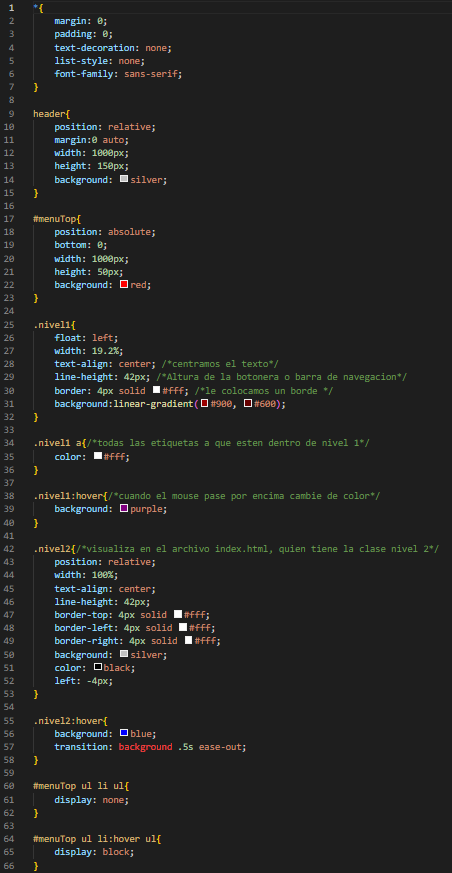 1 *{
2 margin: 0;
3 padding: 0;
4 text-decoration: none;
5 list-style: none;
6 font-family: sans-serif;
7 }
8
9 header{
10 position: relative;
11 margin:0 auto;
12 width: 1000px;
13 height: 150px;
14 background: silver;
15 }
16
17 #menuTop{
18 position: absolute;
19 bottom: 0;
20 width: 1000px;
21 height: 50px;
22 background: red;
23 }
24
25 .nivel1{
26 float: left;
27 width: 19.2%;
28 text-align: center; /*centramos el texto*/
29 line-height: 42px; /*Altura de la botonera o barra de navegacion*/
30 border: 4px solid #fff; /*le colocamos un borde */
31 background:linear-gradient(#900, #600);
32 }
33
34 .nivel1 a{/*todas las etiquetas a que esten dentro de nivel 1*/
35 color: #fff;
36 }
37
38 .nivel1:hover{/*cuando el mouse pase por encima cambie de color*/
39 background: purple;
40 }
41
42 .nivel2{/*visualiza en el archivo index.html, quien tiene la clase nivel 2*/
43 position: relative;
44 width: 100%;
45 text-align: center;
46 line-height: 42px;
47 border-top: 4px solid #fff;
48 border-left: 4px solid #fff;
49 border-right: 4px solid #fff;
50 background: silver;
51 color: black;
52 left: -4px;
53 }
54
55 .nivel2:hover{
56 background: blue;
57 transition: background .5s ease-out;
58 }
59
60 #menuTop ul li ul{
61 display: none;
62 }
63
64 #menuTop ul li:hover ul{
65 display: block;
66 }